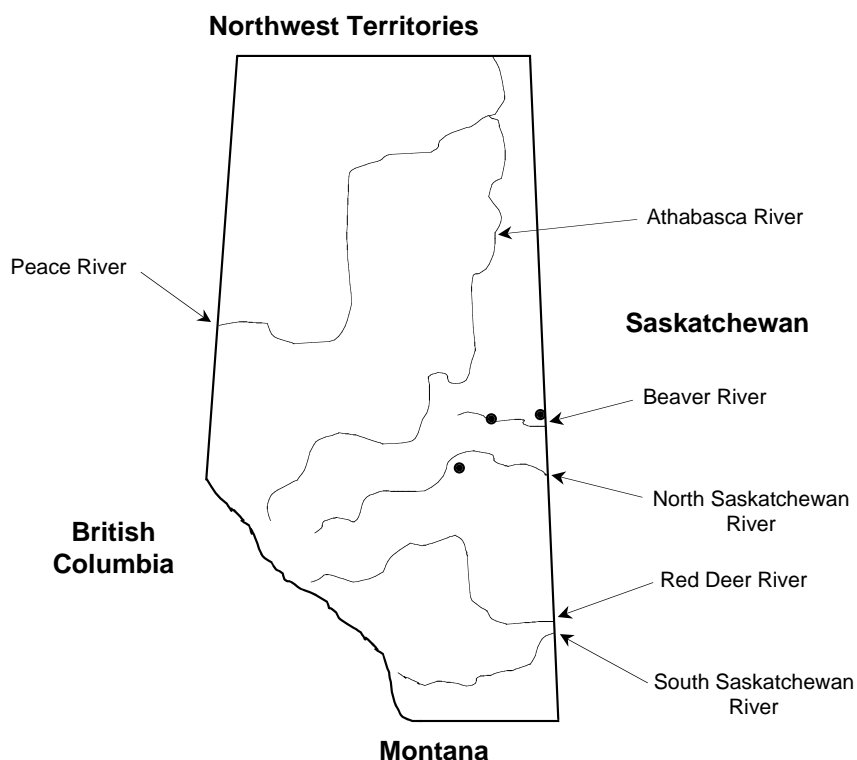 Northwest Territories
Athabasca River
Peace River
Saskatchewan
Beaver River
North Saskatchewan
River
British
Columbia
Red Deer River
South Saskatchewan
River
Montana